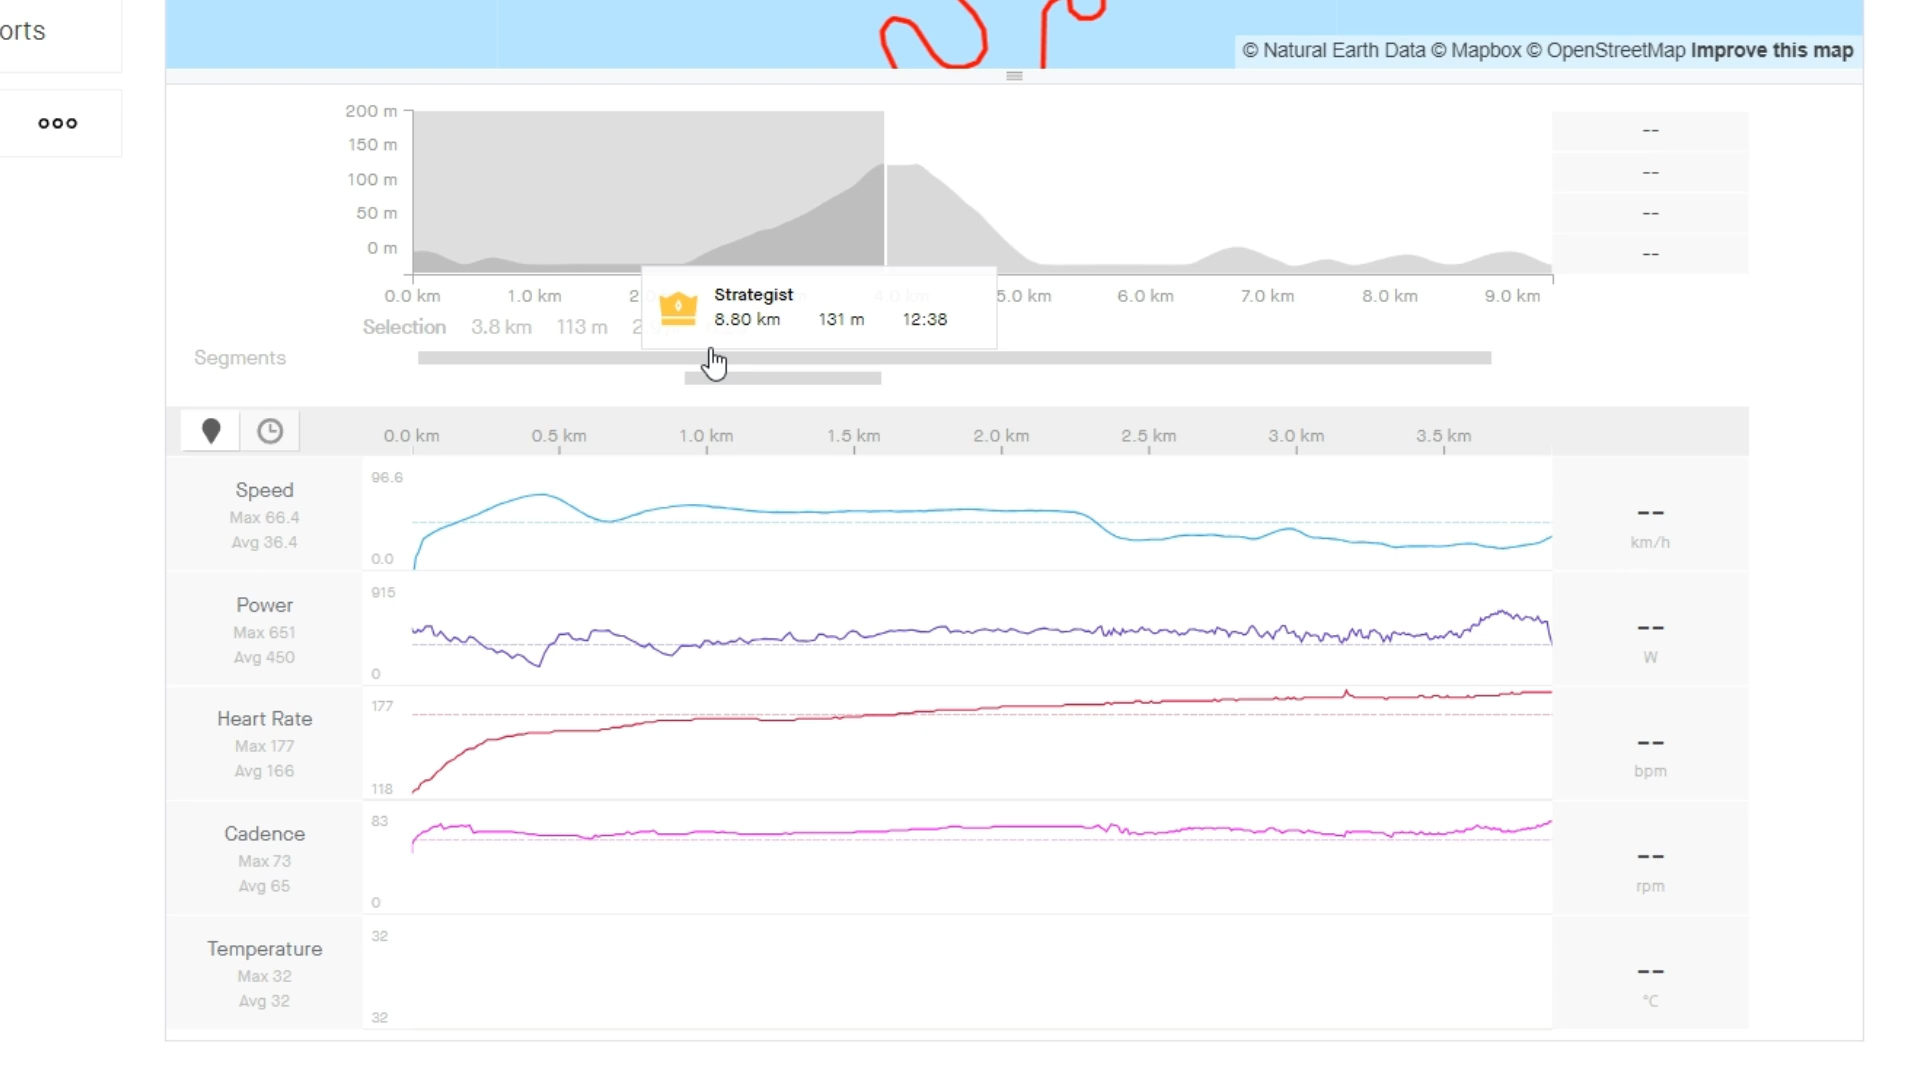 orts
© Natural Earth Data © Mapbox © OpenStreetMap Improve this map
200 m
150 m
100 m
50 m
0 m
--
--
--
--
0.0 km 1.0 km 4.0 km 5.0 km 6.0 km 7.0 km 8.0 km 9.0 km
Strategist
8.80 km 131 m 12:38
Selection 3.8 km 113 m
Segments
0.0 km 0.5 km 1.0 km 1.5 km 2.0 km 2.5 km 3.0 km 3.5 km
Speed
Max 66.4
Avg 36.4
96.6
0.0
--
km/h
Power
Max 651
Avg 450
915
0
--
W
Heart Rate
Max 177
Avg 166
177
118
--
bpm
Cadence
Max 73
Avg 65
83
0
--
rpm
Temperature
Max 32
Avg 32
32
32
--
°C